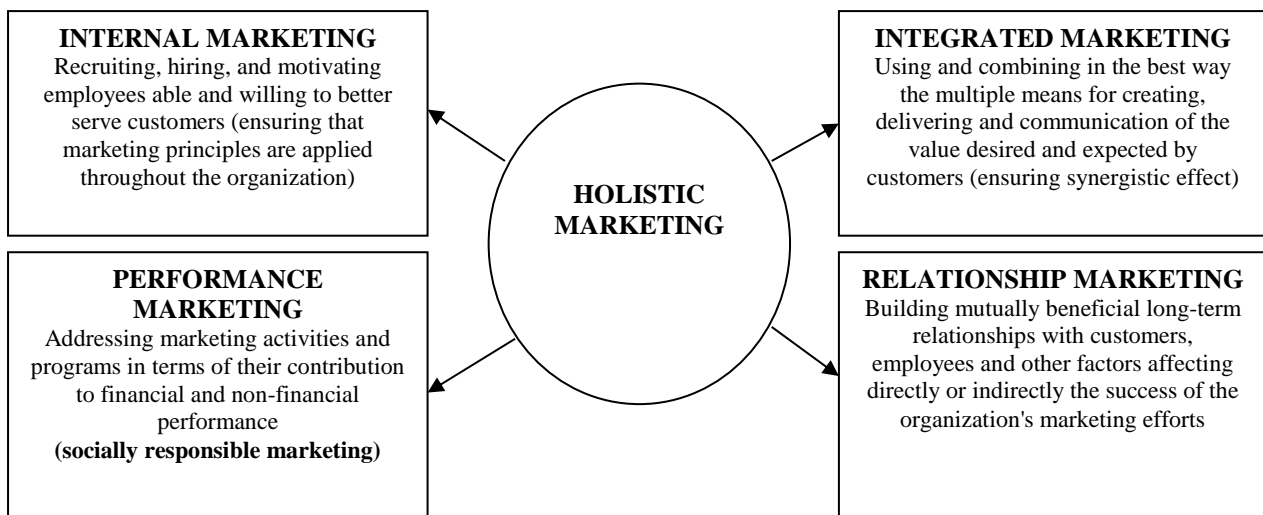 INTERNAL MARKETING
Recruiting, hiring, and motivating
employees able and willing to better
serve customers (ensuring that
marketing principles are applied
throughout the organization)
INTEGRATED MARKETING
Using and combining in the best way
the multiple means for creating,
delivering and communication of the
value desired and expected by
customers (ensuring synergistic effect)
HOLISTIC
MARKETING
PERFORMANCE
MARKETING
Addressing marketing activities and
programs in terms of their contribution
to financial and non-financial
performance
(socially responsible marketing)
RELATIONSHIP MARKETING
Building mutually beneficial long-term
relationships with customers,
employees and other factors affecting
directly or indirectly the success of the
organization's marketing efforts